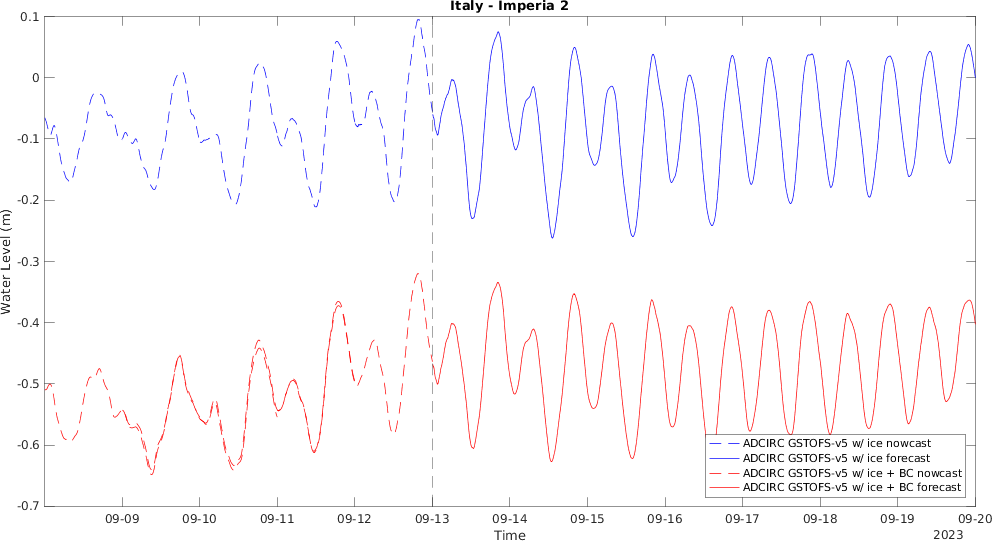 Italy - Imperia 2
Water Level (m)
0.1
0
-0.1
-0.2
-0.3
-0.4
-0.5
-0.6
-0.7
ADCIRC GSTOFS-v5 w/ ice nowcast
ADCIRC GSTOFS-v5 w/ ice forecast
ADCIRC GSTOFS-v5 w/ ice + BC nowcast
ADCIRC GSTOFS-v5 w/ ice + BC forecast
09-09 09-10 09-11 09-12 09-13 09-14 09-15 09-16 09-17 09-18 09-19 09-20
Time
2023